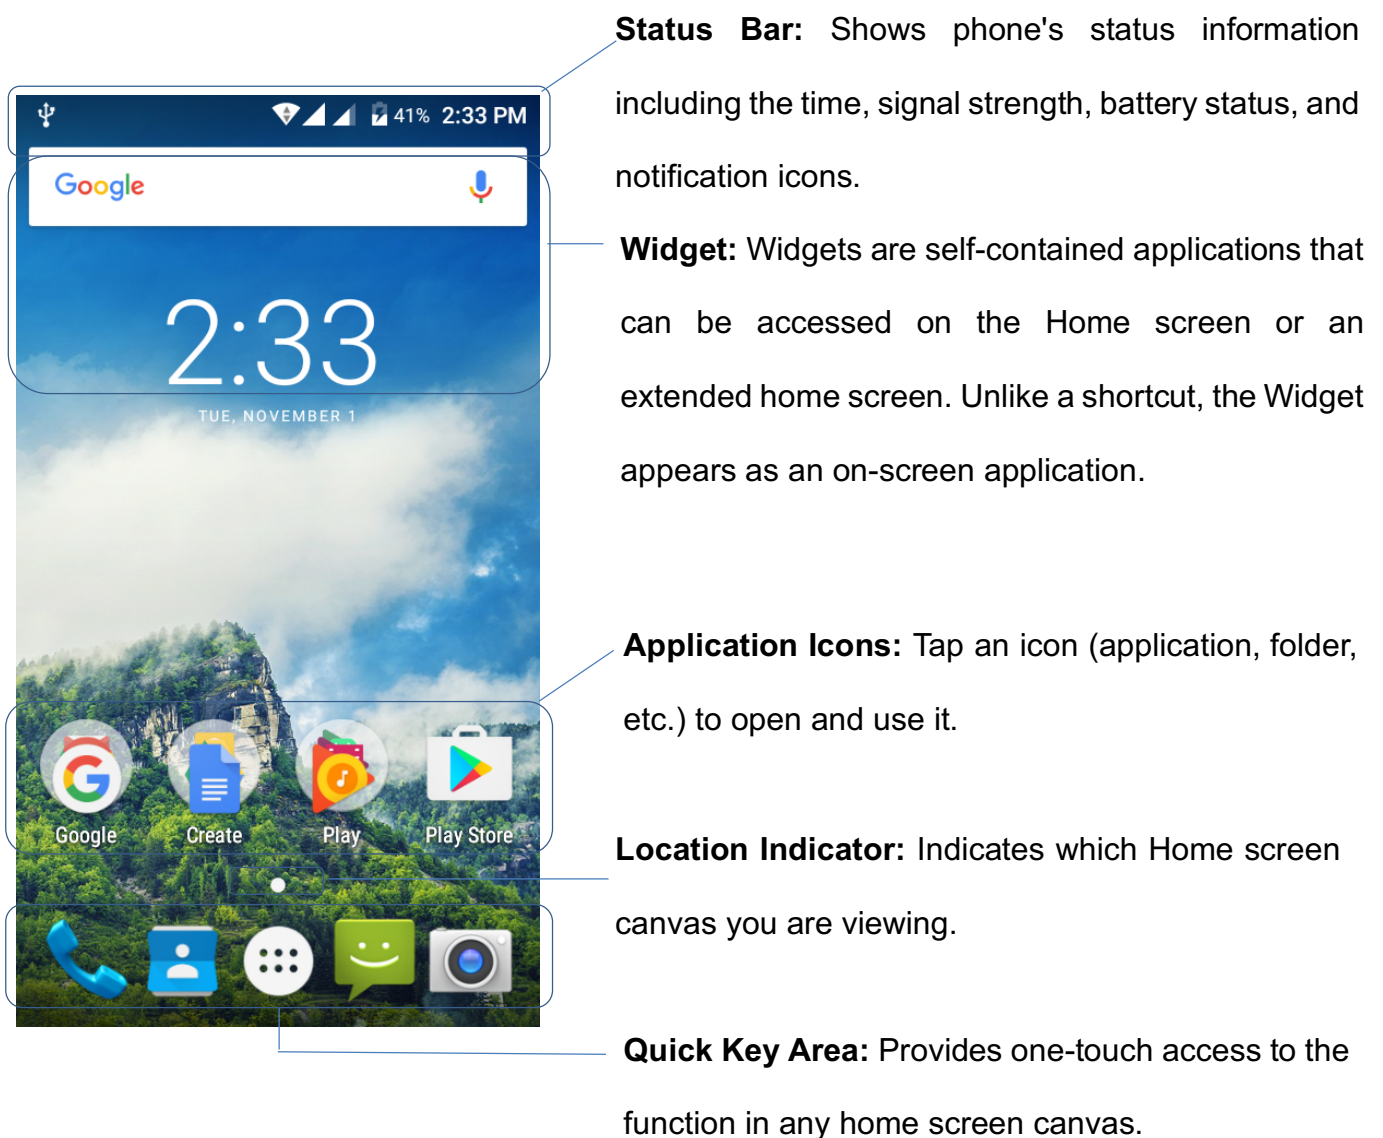 Status Bar: Shows phone's status information
including the time, signal strength, battery status, and
notification icons.
41% 2:33 PM
Google
Widget: Widgets are self-contained applications that
can be accessed on the Home screen or an
extended home screen. Unlike a shortcut, the Widget
appears as an on-screen application.
2:33
TUE, NOVEMBER 1
Application Icons: Tap an icon (application, folder,
etc.) to open and use it.
G
Google Create Play Play Store
Location Indicator: Indicates which Home screen
canvas you are viewing.
Quick Key Area: Provides one-touch access to the
function in any home screen canvas.